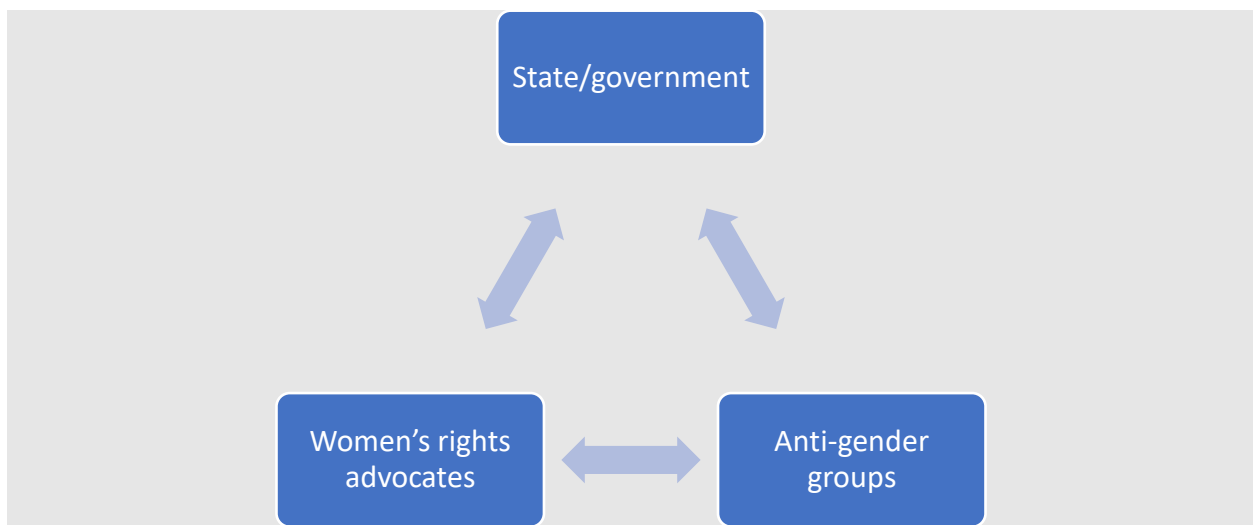 State/government
Women’s rights
advocates
Anti-gender
groups